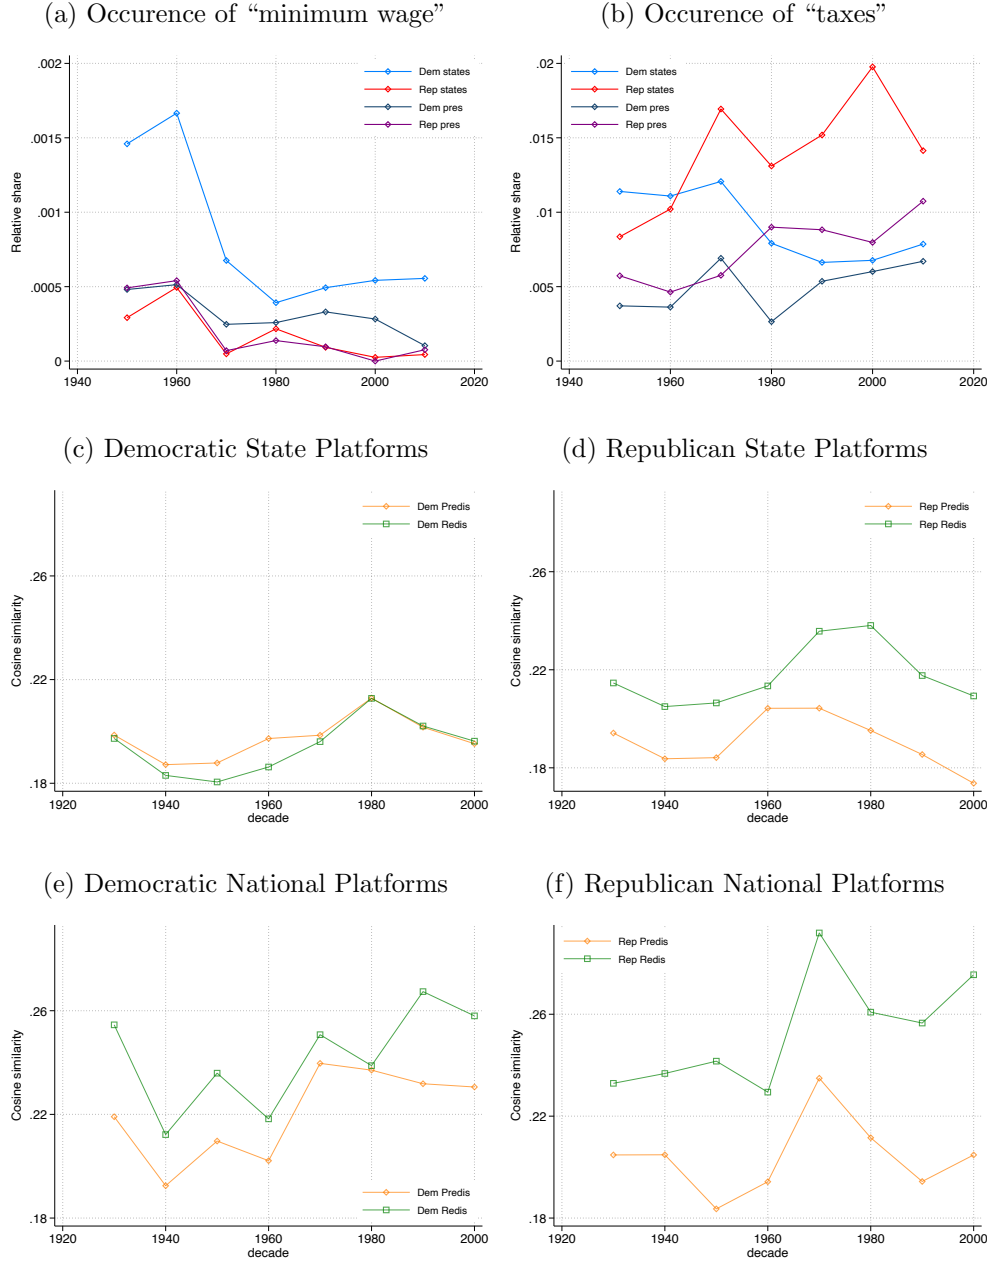 (a) Occurence of “minimum wage”
(b) Occurence of “taxes”
.002
.0015
.001
.0005
0
Relative share
1940
1960
1980
2000
2020
Dem states
Rep states
Dem pres
Rep pres
.02
.015
.01
.005
0
Relative share
1940
1960
1980
2000
2020
Dem states
Rep states
Dem pres
Rep pres
(c) Democratic State Platforms
(d) Republican State Platforms
Dem Predis
Dem Redis
.26
.22
.18
Cosine similarity
1920
1940
1960
1980
2000
decade
Rep Predis
Rep Redis
.26
.22
.18
Cosine similarity
1920
1940
1960
1980
2000
decade
(e) Democratic National Platforms
(f) Republican National Platforms
.26
.22
.18
Cosine similarity
Dem Predis
Dem Redis
1920
1940
1960
1980
2000
decade
Rep Predis
Rep Redis
.26
.22
.18
Cosine similarity
1920
1940
1960
1980
2000
decade